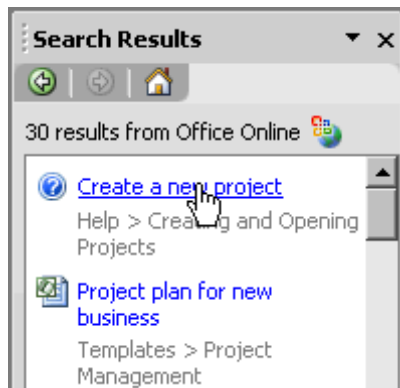 Search Results
30 results from Office Online
Create a new project
Help > Creating and Opening
Projects
Project plan for new
business
Templates > Project
Management